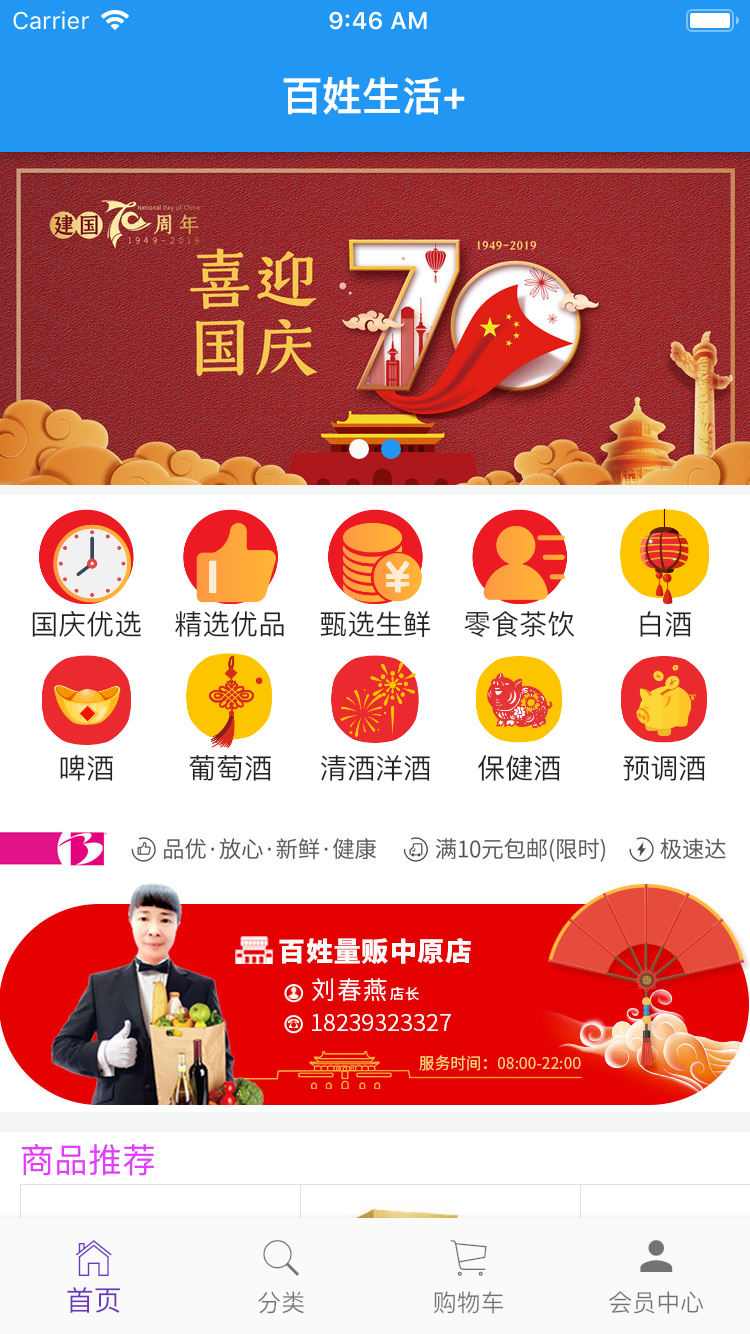 Carrier 9:46 AM
百姓生活+
建国70周年
National Day of China
1949-2019
喜迎
国庆
70
1949-2019
国庆优选 精选优品 甄选生鲜 零食茶饮 白酒
啤酒 葡萄酒 清酒洋酒 保健酒 预调酒
品优·放心·新鲜·健康 满10元包邮(限时) 极速达
百姓量贩中原店
刘春燕店长
18239323327
服务时间：08:00-22:00
商品推荐
首页 分类 购物车 会员中心